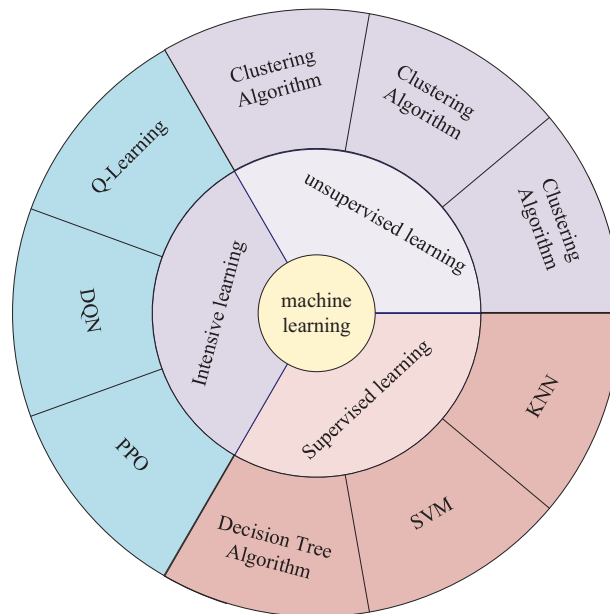 Clustering
Algorithm
Clustering
Algorithm
Clustering
Algorithm
Q-Learning
DQN
PPO
unsupervised learning
Intensive learning
machine
learning
Supervised learning
KNN
SVM
Decision Tree
Algorithm